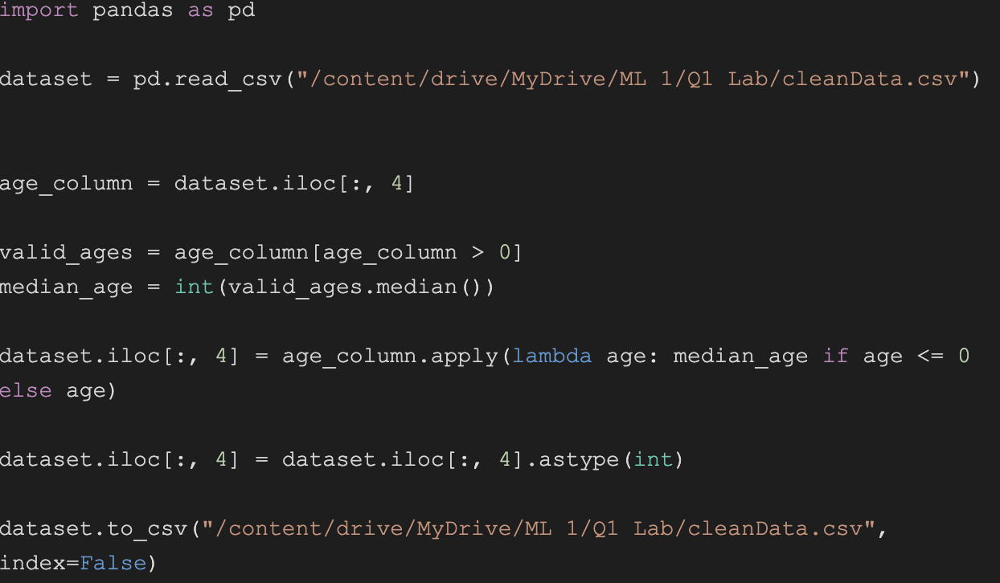 import pandas as pd
dataset = pd.read_csv("/content/drive/MyDrive/ML 1/Q1 Lab/cleanData.csv")
age_column = dataset.iloc[:, 4]
valid_ages = age_column[age_column > 0]
median_age = int(valid_ages.median())
dataset.iloc[:, 4] = age_column.apply(lambda age: median_age if age <= 0
else age)
dataset.iloc[:, 4] = dataset.iloc[:, 4].astype(int)
dataset.to_csv("/content/drive/MyDrive/ML 1/Q1 Lab/cleanData.csv",
index=False)